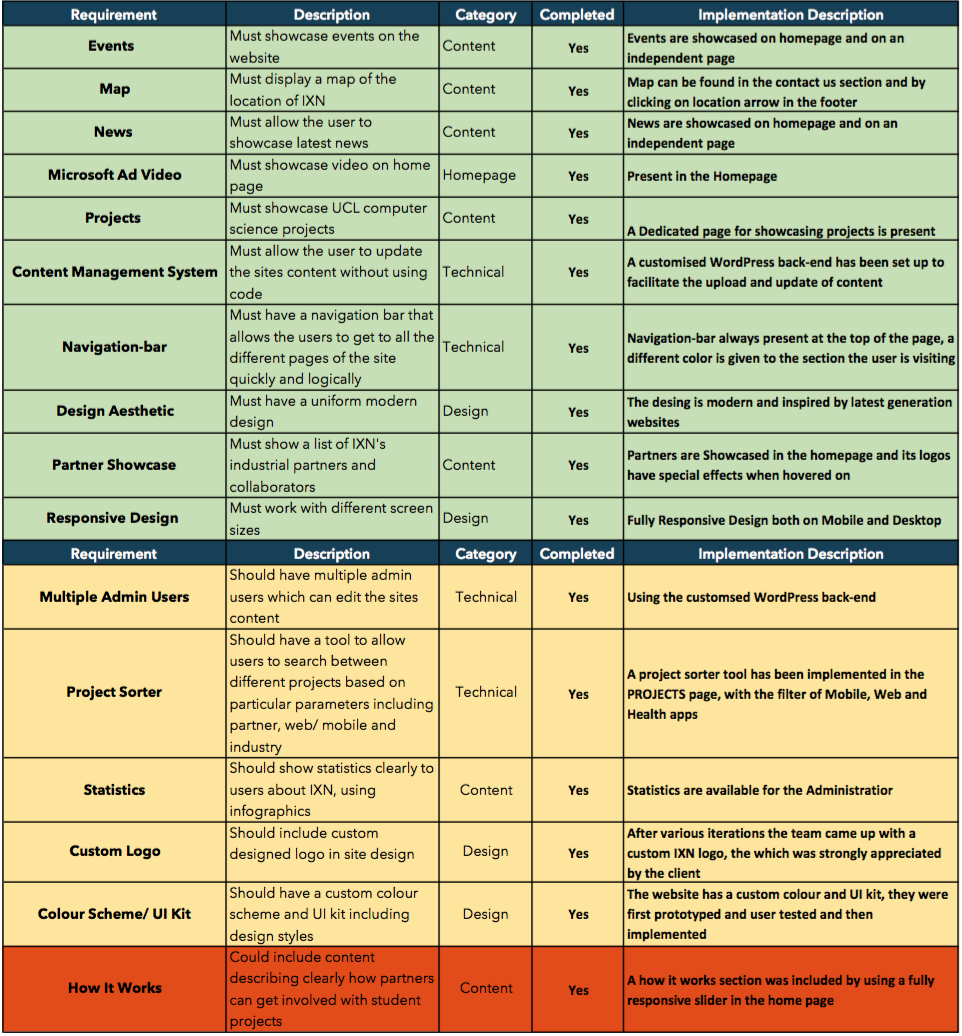 Requirement Description Category Completed Implementation Description
Events
Must showcase events on the
website
Content
Yes
Events are showcased on homepage and on an
independent page
Map
Must display a map of the
location of IXN
Content
Yes
Map can be found in the contact us section and by
clicking on location arrow in the footer
News
Must allow the user to
showcase latest news
Content
Yes
News are showcased on homepage and on an
independent page
Microsoft Ad Video
Must showcase video on home
page
Homepage
Yes
Present in the Homepage
Projects
Must showcase UCL computer
science projects
Content
Yes
A Dedicated page for showcasing projects is present
Content Management System
Must allow the user to update
the sites content without using
code
Technical
Yes
A customised WordPress back-end has been set up to
facilitate the upload and update of content
Navigation-bar
Must have a navigation bar that
allows the users to get to all the
different pages of the site
quickly and logically
Technical
Yes
Navigation-bar always present at the top of the page, a
different color is given to the section the user is visiting
Design Aesthetic
Must have a uniform modern
design
Design
Yes
The desing is modern and inspired by latest generation
websites
Partner Showcase
Must show a list of IXN's
industrial partners and
collaborators
Content
Yes
Partners are Showcased in the homepage and its logos
have special effects when hovered on
Responsive Design
Must work with different screen
sizes
Design
Yes
Fully Responsive Design both on Mobile and Desktop
Requirement Description Category Completed Implementation Description
Multiple Admin Users
Should have multiple admin
users which can edit the sites
content
Technical
Yes
Using the customsed WordPress back-end
Project Sorter
Should have a tool to allow
users to search between
different projects based on
particular parameters including
partner, web/ mobile and
industry
Technical
Yes
A project sorter tool has been implemented in the
PROJECTS page, with the filter of Mobile, Web and
Health apps
Statistics
Should show statistics clearly to
users about IXN, using
infographics
Content
Yes
Statistics are available for the Administratior
Custom Logo
Should include custom
designed logo in site design
Design
Yes
After various iterations the team came up with a
custom IXN logo, the which was strongly appreciated
by the client
Colour Scheme/ UI Kit
Should have a custom colour
scheme and UI kit including
design styles
Design
Yes
The website has a custom colour and UI kit, they were
first prototyped and user tested and then
implemented
How It Works
Could include content
describing clearly how partners
can get involved with student
projects
Content
Yes
A how it works section was included by using a fully
responsive slider in the home page